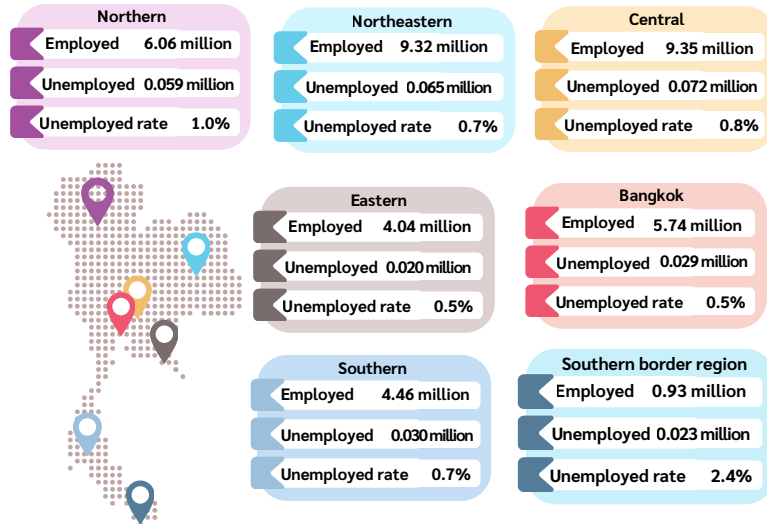 Northern
Employed 6.06 million
Unemployed 0.059 million
Unemployed rate 1.0%
Northeastern
Employed 9.32 million
Unemployed 0.065 million
Unemployed rate 0.7%
Central
Employed 9.35 million
Unemployed 0.072 million
Unemployed rate 0.8%
Eastern
Employed 4.04 million
Unemployed 0.020 million
Unemployed rate 0.5%
Bangkok
Employed 5.74 million
Unemployed 0.029 million
Unemployed rate 0.5%
Southern
Employed 4.46 million
Unemployed 0.030 million
Unemployed rate 0.7%
Southern border region
Employed 0.93 million
Unemployed 0.023 million
Unemployed rate 2.4%